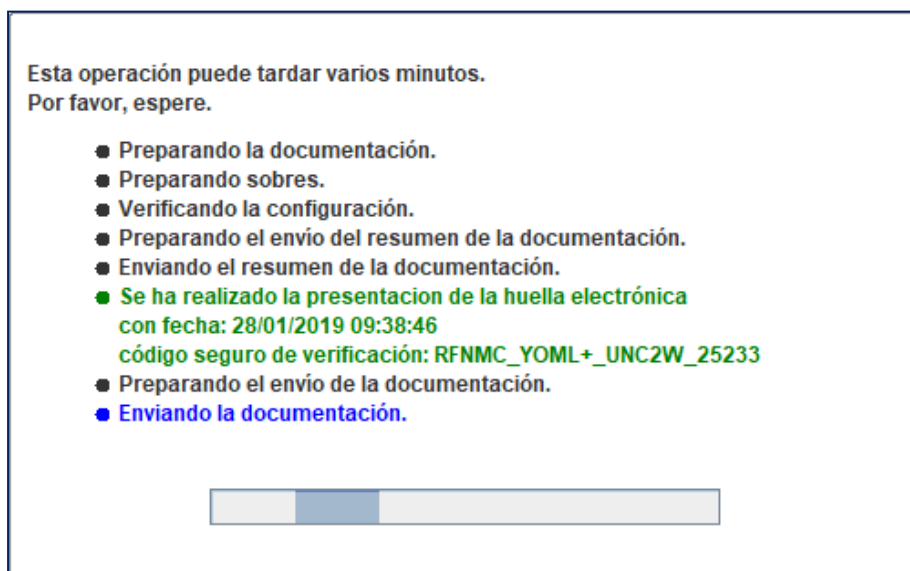 Esta operación puede tardar varios minutos.
Por favor, espere.
Preparando la documentación.
Preparando sobres.
Verificando la configuración.
Preparando el envío del resumen de la documentación.
Enviando el resumen de la documentación.
Se ha realizado la presentacion de la huella electrónica
con fecha: 28/01/2019 09:38:46
código seguro de verificación: RFNMC_YOML+_UNC2W_25233
Preparando el envío de la documentación.
Enviando la documentación.